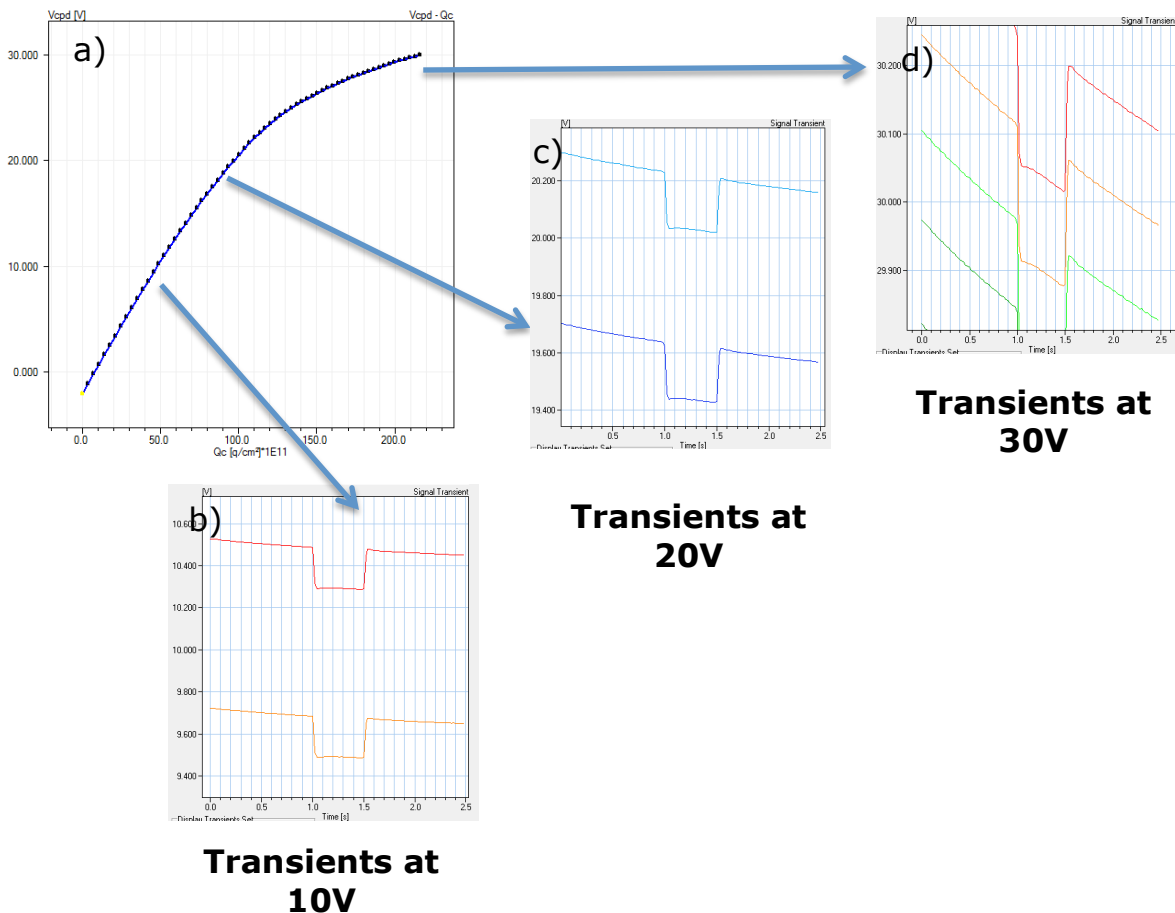 Vcpd [V]
Vcpd - Qc
a)
30.000
20.000
10.000
0.000
0.0
50.0
100.0
150.0
200.0
Qc [q/cm²]*1E11
[V]
Signal Transient
c)
20.200
20.000
19.800
19.600
19.400
0.5
1.0
1.5
2.0
2.5
Time [s]
Display Transients Set
Transients at
20V
[V]
Signal Transient
d)
30.200
30.100
30.000
29.900
0.0
0.5
1.0
1.5
2.0
2.5
Time [s]
Display Transients Set
Transients at
30V
[V]
Signal Transient
b)
10.600
10.400
10.200
10.000
9.800
9.600
9.400
0.0
0.5
1.0
1.5
2.0
2.5
Time [s]
Display Transients Set
Transients at
10V